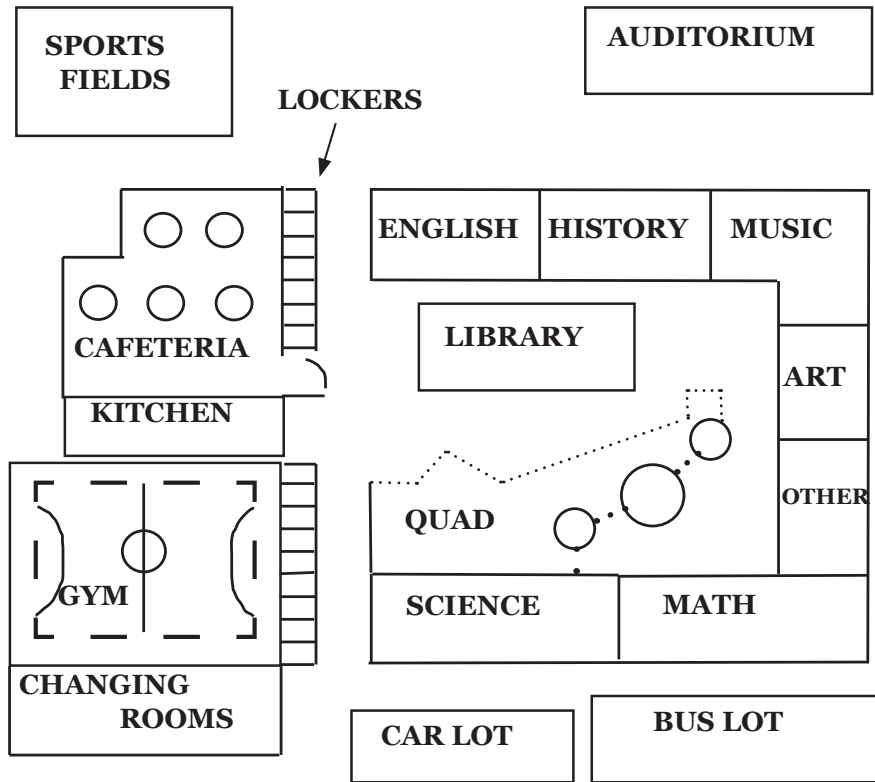 SPORTS
FIELDS
AUDITORIUM
LOCKERS
ENGLISH
HISTORY
MUSIC
LIBRARY
CAFETERIA
ART
KITCHEN
OTHER
QUAD
GYM
SCIENCE
MATH
CHANGING
ROOMS
CAR LOT
BUS LOT